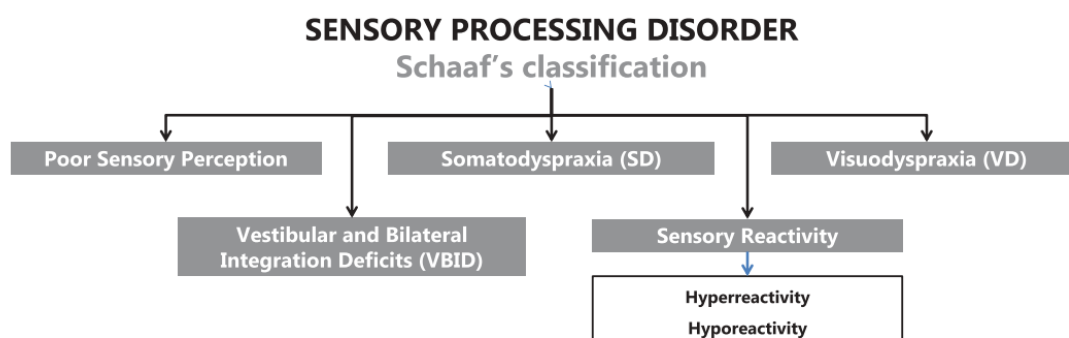 SENSORY PROCESSING DISORDER
Schaaf's classification
Poor Sensory Perception
Somatodyspraxia (SD)
Visuodyspraxia (VD)
Vestibular and Bilateral
Integration Deficits (VBID)
Sensory Reactivity
Hyperreactivity
Hyporeactivity